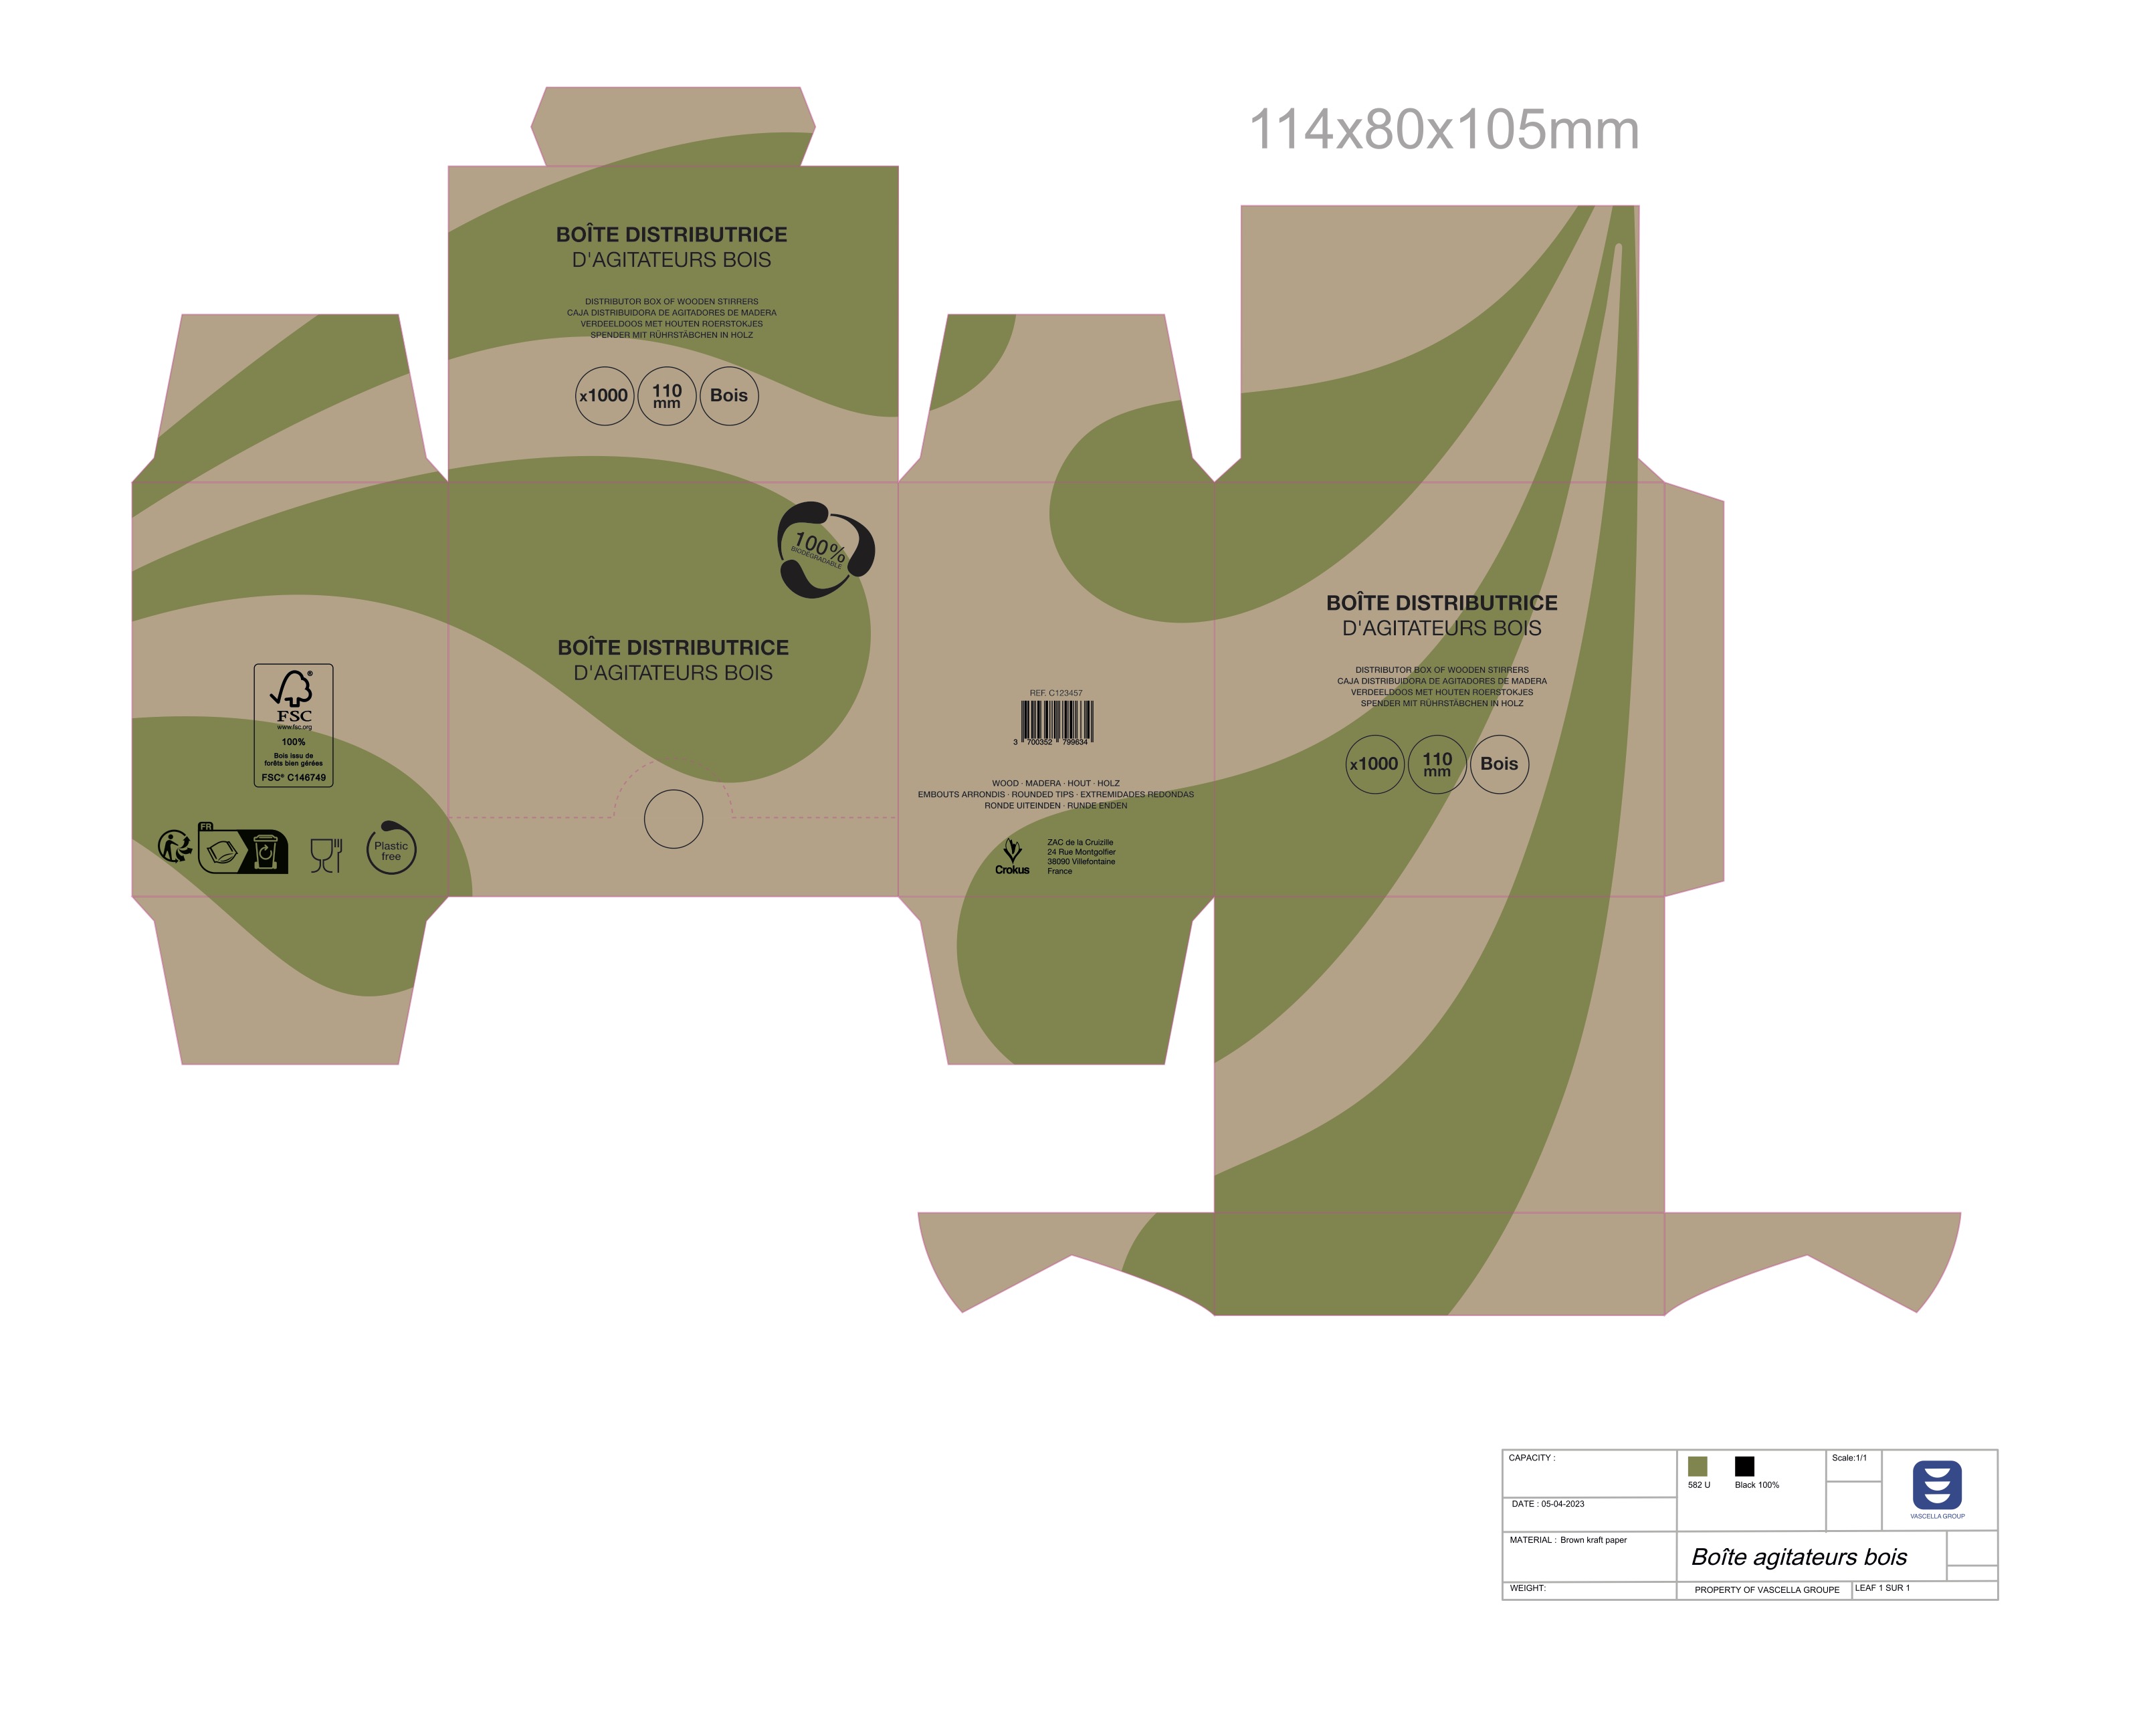 114x80x105mm
BOÎTE DISTRIBUTRICE
D'AGITATEURS BOIS
DISTRIBUTOR BOX OF WOODEN STIRRERS
CAJA DISTRIBUIDORA DE AGITADORES DE MADERA
VERDEELDOOS MET HOUTEN ROERSTOKJES
SPENDER MIT RÜHRSTÄBCHEN IN HOLZ
x1000
110
mm
Bois
100%
BIODEGRADABLE
BOÎTE DISTRIBUTRICE
D'AGITATEURS BOIS
®
FSC
www.fsc.org
100%
Bois issu de
forêts bien gérées
FSC® C146749
FR
Plastic
free
REF. C123457
3 700352 799634
WOOD · MADERA · HOUT · HOLZ
EMBOUTS ARRONDIS · ROUNDED TIPS · EXTREMIDADES REDONDAS
RONDE UITEINDEN · RUNDE ENDEN
Crokus
ZAC de la Cruizille
24 Rue Montgolfier
38090 Villefontaine
France
BOÎTE DISTRIBUTRICE
D'AGITATEURS BOIS
DISTRIBUTOR BOX OF WOODEN STIRRERS
CAJA DISTRIBUIDORA DE AGITADORES DE MADERA
VERDEELDOOS MET HOUTEN ROERSTOKJES
SPENDER MIT RÜHRSTÄBCHEN IN HOLZ
x1000
110
mm
Bois
CAPACITY :
DATE : 05-04-2023
MATERIAL : Brown kraft paper
WEIGHT:
582 U
Black 100%
Scale:1/1
VASCELLA GROUP
Boîte agitateurs bois
PROPERTY OF VASCELLA GROUPE
LEAF 1 SUR 1